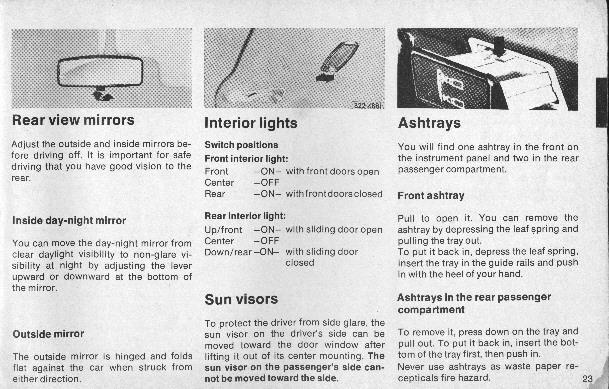 Rear view mirrors
Adjust the outside and inside mirrors be-
fore driving off. It is important for safe
driving that you have good vision to the
rear.
Inside day-night mirror
You can move the day-night mirror from
clear daylight visibility to non-glare vi-
sibility at night by adjusting the lever
upward or downward at the bottom of
the mirror.
Outside mirror
The outside mirror is hinged and folds
flat against the car when struck from
either direction.
Interior lights
Switch positions
Front interior light:
Front –ON– with front doors open
Center –OFF
Rear –ON– with front doors closed
Rear interior light:
Up/front –ON– with sliding door open
Center –OFF
Down/rear –ON– with sliding door
closed
Sun visors
To protect the driver from side glare, the
sun visor on the driver's side can be
moved toward the door window after
lifting it out of its center mounting. The
sun visor on the passenger's side can-
not be moved toward the side.
Ashtrays
You will find one ashtray in the front on
the instrument panel and two in the rear
passenger compartment.
Front ashtray
Pull to open it. You can remove the
ashtray by depressing the leaf spring and
pulling the tray out.
To put it back in, depress the leaf spring,
insert the tray in the guide rails and push
in with the heel of your hand.
Ashtrays in the rear passenger
compartment
To remove it, press down on the tray and
pull out. To put it back in, insert the bot-
tom of the tray first, then push in.
Never use ashtrays as waste paper re-
cepticals fire hazard.
23